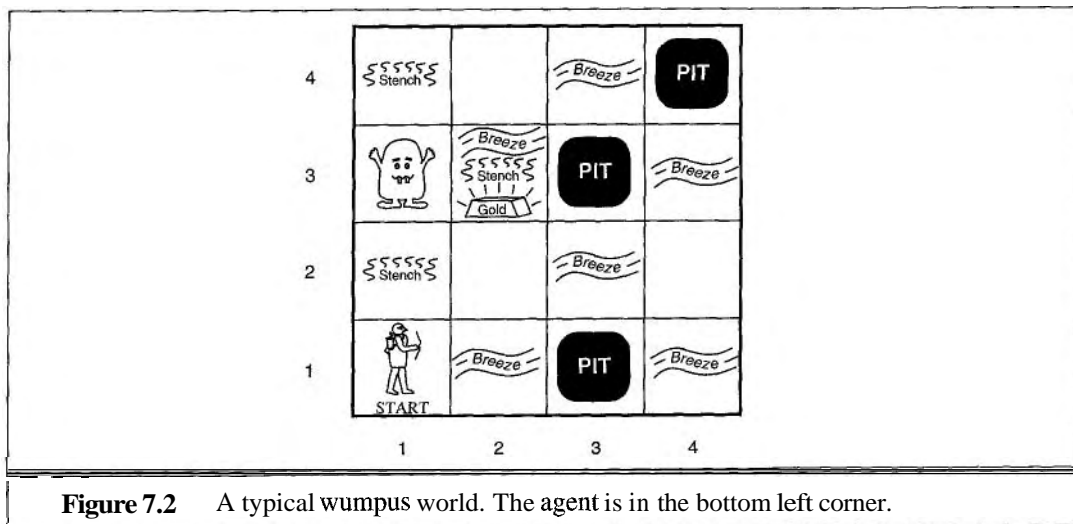 4 Stench Breeze PIT
Breeze
3 Stench PIT Breeze
Gold
2 Stench Breeze
1 Breeze PIT Breeze
START
1 2 3 4
Figure 7.2 A typical wumpus world. The agent is in the bottom left corner.